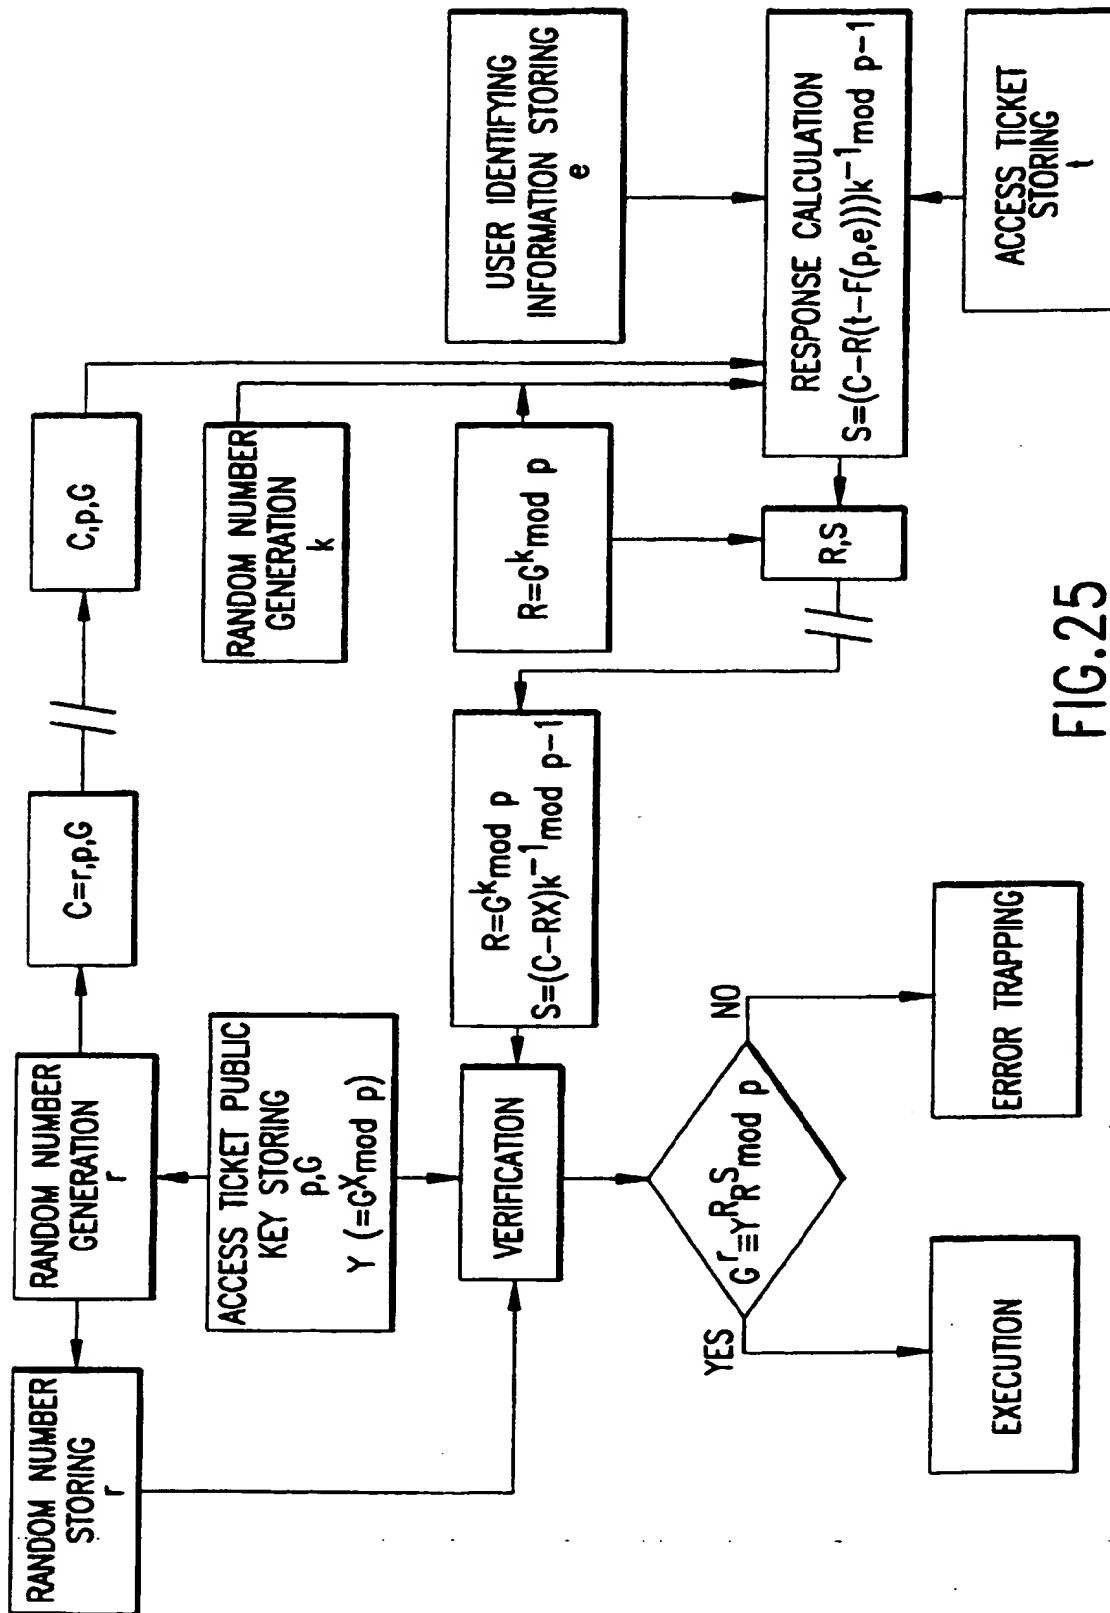 RANDOM NUMBER
STORING
r
RANDOM NUMBER
GENERATION
r
C=r,p,G
C,p,G
ACCESS TICKET PUBLIC
KEY STORING
p,G
Y (=G^X mod p)
RANDOM NUMBER
GENERATION
k
VERIFICATION
R=G^k mod p
S=(C-RX)k^-1 mod p-1
R=G^k mod p
USER IDENTIFYING
INFORMATION STORING
e
YES
G^r≡Y^R R^S mod p
NO
R,S
RESPONSE CALCULATION
S=(C-R(t-F(p,e)))k^-1 mod p-1
EXECUTION
ERROR TRAPPING
ACCESS TICKET
STORING
t
FIG.25